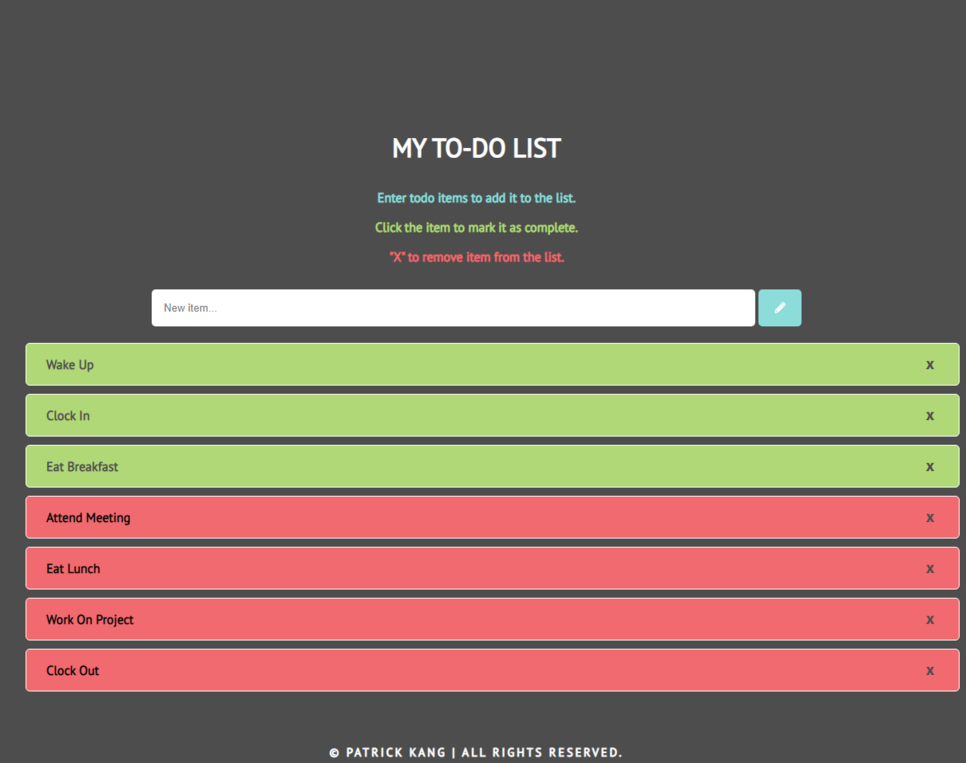 MY TO-DO LIST
Enter todo items to add it to the list.
Click the item to mark it as complete.
"X" to remove item from the list.
New item...
Wake Up x
Clock In x
Eat Breakfast x
Attend Meeting x
Eat Lunch x
Work On Project x
Clock Out x
© PATRICK KANG | ALL RIGHTS RESERVED.